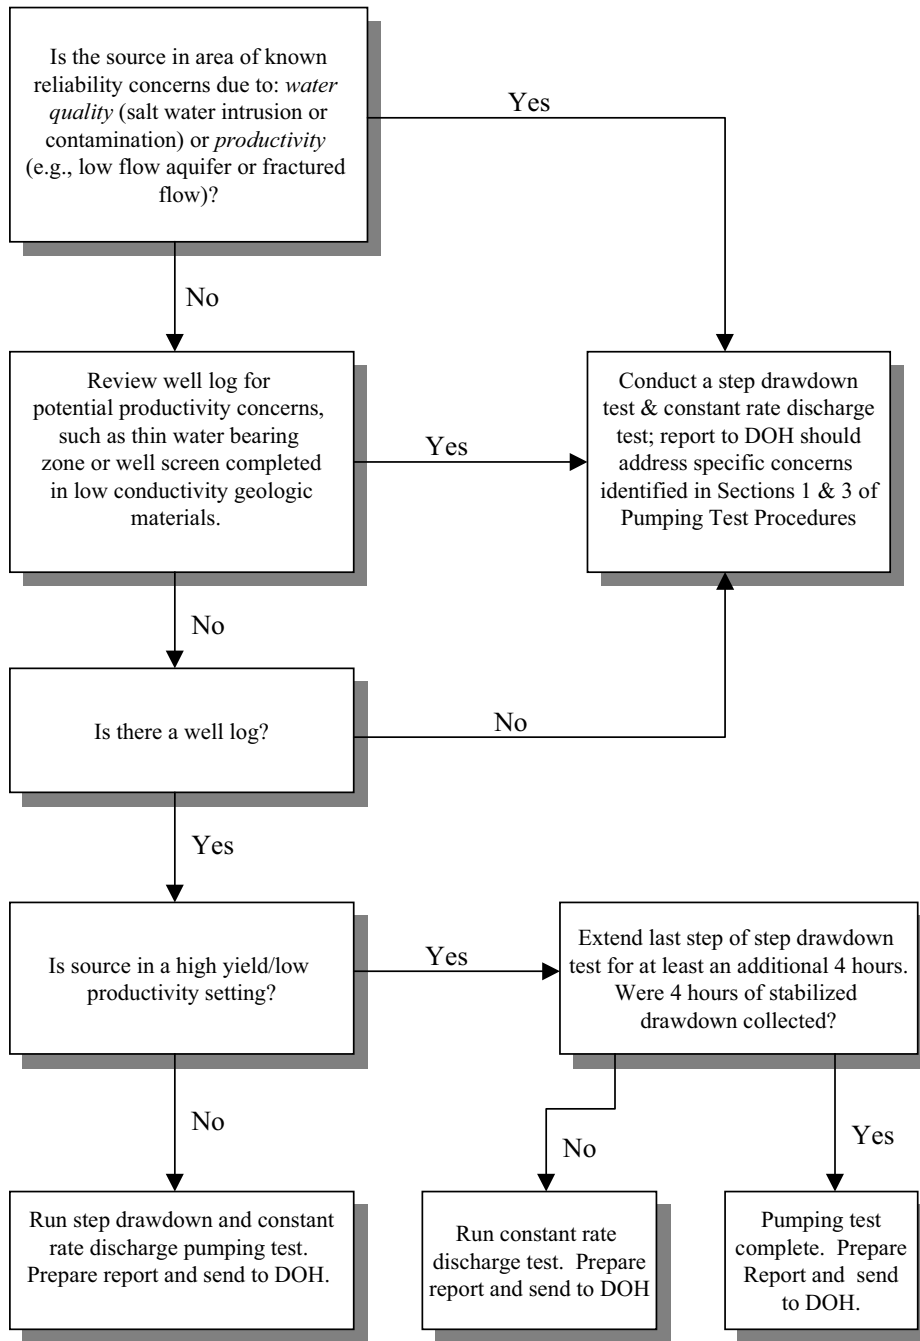 Is the source in area of known
reliability concerns due to: water
quality (salt water intrusion or
contamination) or productivity
(e.g., low flow aquifer or fractured
flow)?
Yes
No
Review well log for
potential productivity concerns,
such as thin water bearing
zone or well screen completed
in low conductivity geologic
materials.
Yes
Conduct a step drawdown
test & constant rate discharge
test; report to DOH should
address specific concerns
identified in Sections 1 & 3 of
Pumping Test Procedures
No
Is there a well log?
No
Yes
Is source in a high yield/low
productivity setting?
Yes
Extend last step of step drawdown
test for at least an additional 4 hours.
Were 4 hours of stabilized
drawdown collected?
No
No
Yes
Run step drawdown and constant
rate discharge pumping test.
Prepare report and send to DOH.
Run constant rate
discharge test.  Prepare
report and send to DOH
Pumping test
complete.  Prepare
Report and  send
to DOH.